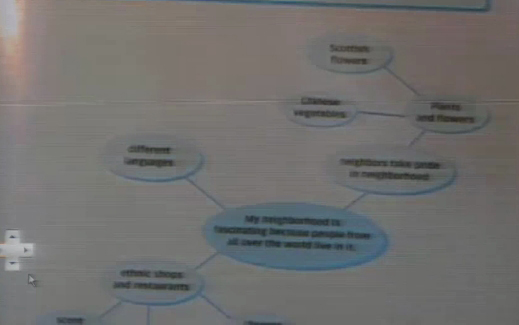 flowers
Chinese
vegetables
Plants
and flowers
different
languages
neighbors take pride
in neighborhood
My neighborhood is
fascinating because people from
all over the world live in it.
ethnic shops
and restaurants
some